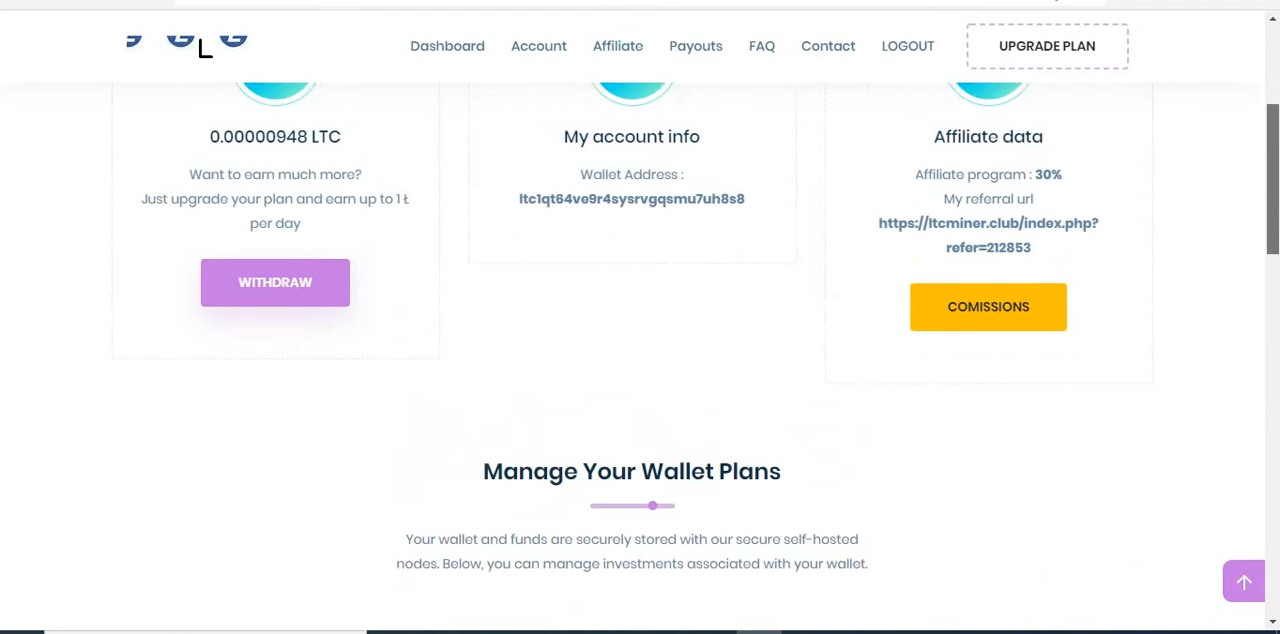 Dashboard Account Affiliate Payouts FAQ Contact LOGOUT UPGRADE PLAN
0.00000948 LTC
Want to earn much more?
Just upgrade your plan and earn up to 1 Ł
per day
WITHDRAW
My account info
Wallet Address :
ltc1qt64ve9r4sysrvgqsmu7uh8s8
Affiliate data
Affiliate program : 30%
My referral url
https://ltcminer.club/index.php?
refer=212853
COMISSIONS
Manage Your Wallet Plans
Your wallet and funds are securely stored with our secure self-hosted
nodes. Below, you can manage investments associated with your wallet.